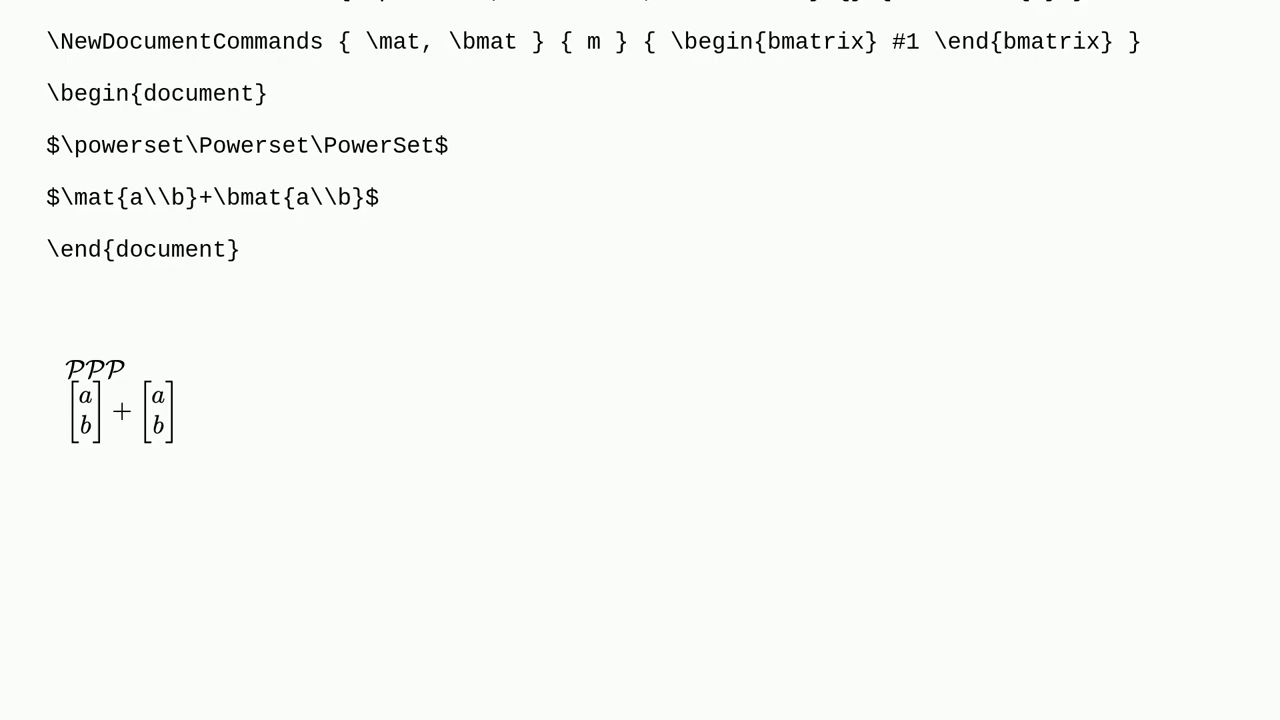 \NewDocumentCommands { \mat, \bmat } { m } { \begin{bmatrix} #1 \end{bmatrix} }
\begin{document}
$\powerset\Powerset\PowerSet$
$\mat{a\\b}+\bmat{a\\b}$
\end{document}
𝒫𝒫𝒫
[a b] + [a b]